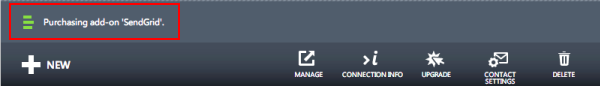 Purchasing add-on 'SendGrid'.
NEW
MANAGE
CONNECTION INFO
UPGRADE
CONTACT
SETTINGS
DELETE